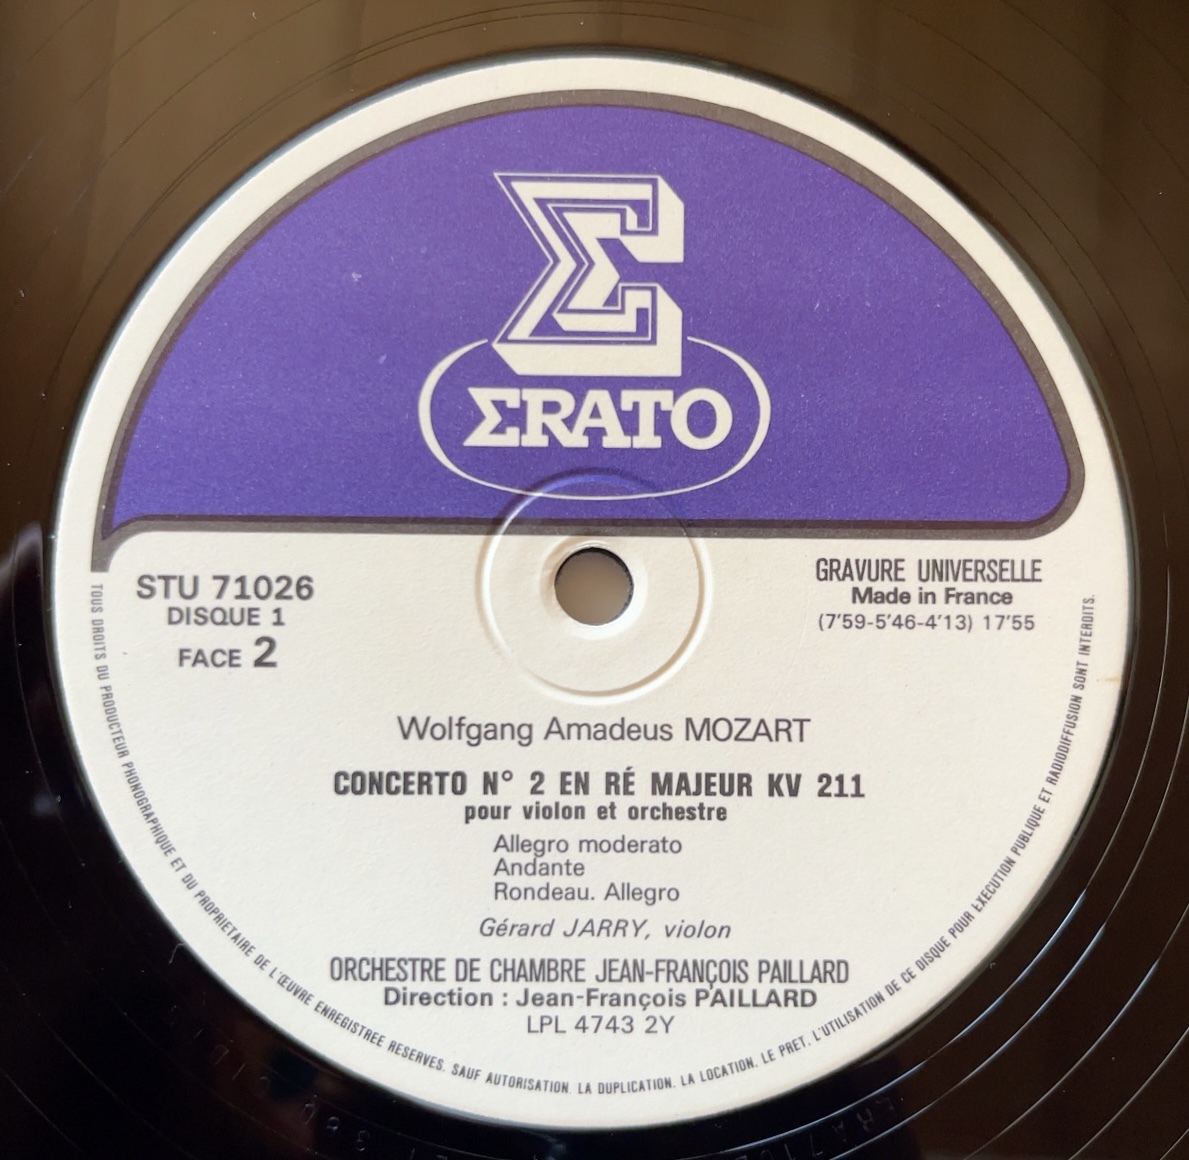 Σ
ΣRATO
STU 71026
DISQUE 1
FACE 2
GRAVURE UNIVERSELLE
Made in France
(7'59-5'46-4'13) 17'55
Wolfgang Amadeus MOZART
CONCERTO N° 2 EN RÉ MAJEUR KV 211
pour violon et orchestre
Allegro moderato
Andante
Rondeau. Allegro
Gérard JARRY, violon
ORCHESTRE DE CHAMBRE JEAN-FRANÇOIS PAILLARD
Direction : Jean-François PAILLARD
LPL 4743 2Y
TOUS DROITS DU PRODUCTEUR PHONOGRAPHIQUE ET DU PROPRIETAIRE DE L'ŒUVRE ENREGISTREE RESERVES. SAUF AUTORISATION. LA DUPLICATION. LA LOCATION. LE PRET. L'UTILISATION DE CE DISQUE POUR EXECUTION PUBLIQUE ET RADIODIFFUSION SONT INTERDITS.